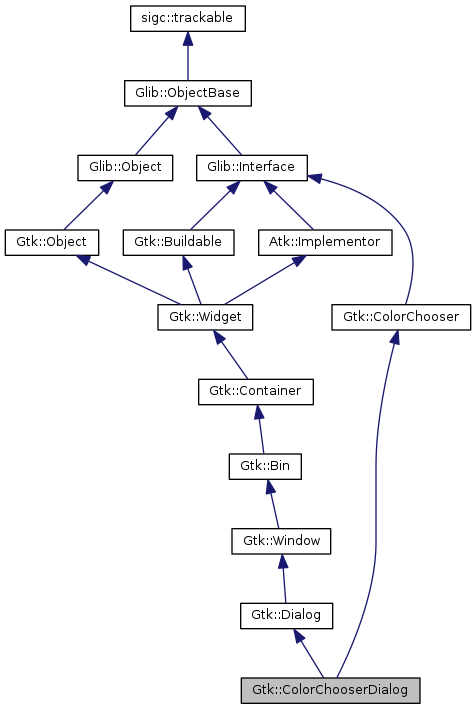 sigc::trackable
Glib::ObjectBase
Glib::Object
Glib::Interface
Gtk::Object
Gtk::Buildable
Atk::Implementor
Gtk::Widget
Gtk::ColorChooser
Gtk::Container
Gtk::Bin
Gtk::Window
Gtk::Dialog
Gtk::ColorChooserDialog